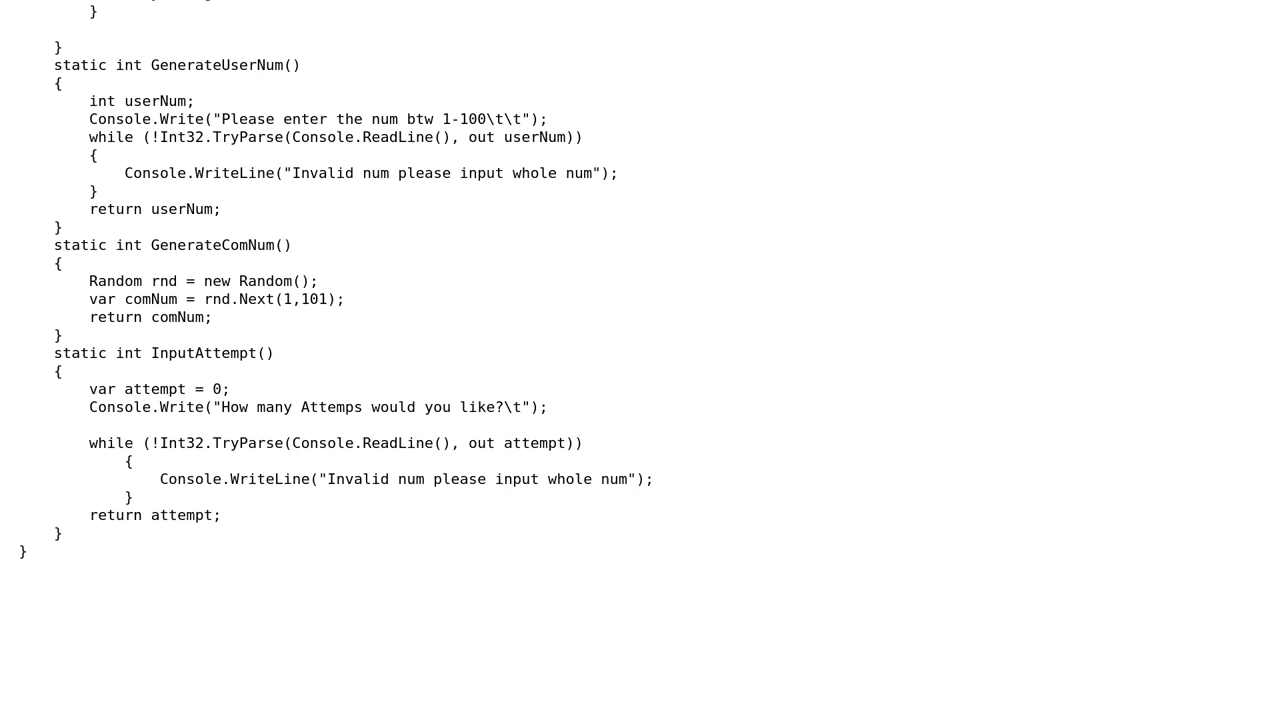 }

    }
    static int GenerateUserNum()
    {
        int userNum;
        Console.Write("Please enter the num btw 1-100\t\t");
        while (!Int32.TryParse(Console.ReadLine(), out userNum))
        {
            Console.WriteLine("Invalid num please input whole num");
        }
        return userNum;
    }
    static int GenerateComNum()
    {
        Random rnd = new Random();
        var comNum = rnd.Next(1,101);
        return comNum;
    }
    static int InputAttempt()
    {
        var attempt = 0;
        Console.Write("How many Attemps would you like?\t");

        while (!Int32.TryParse(Console.ReadLine(), out attempt))
            {
                Console.WriteLine("Invalid num please input whole num");
            }
        return attempt;
    }
}